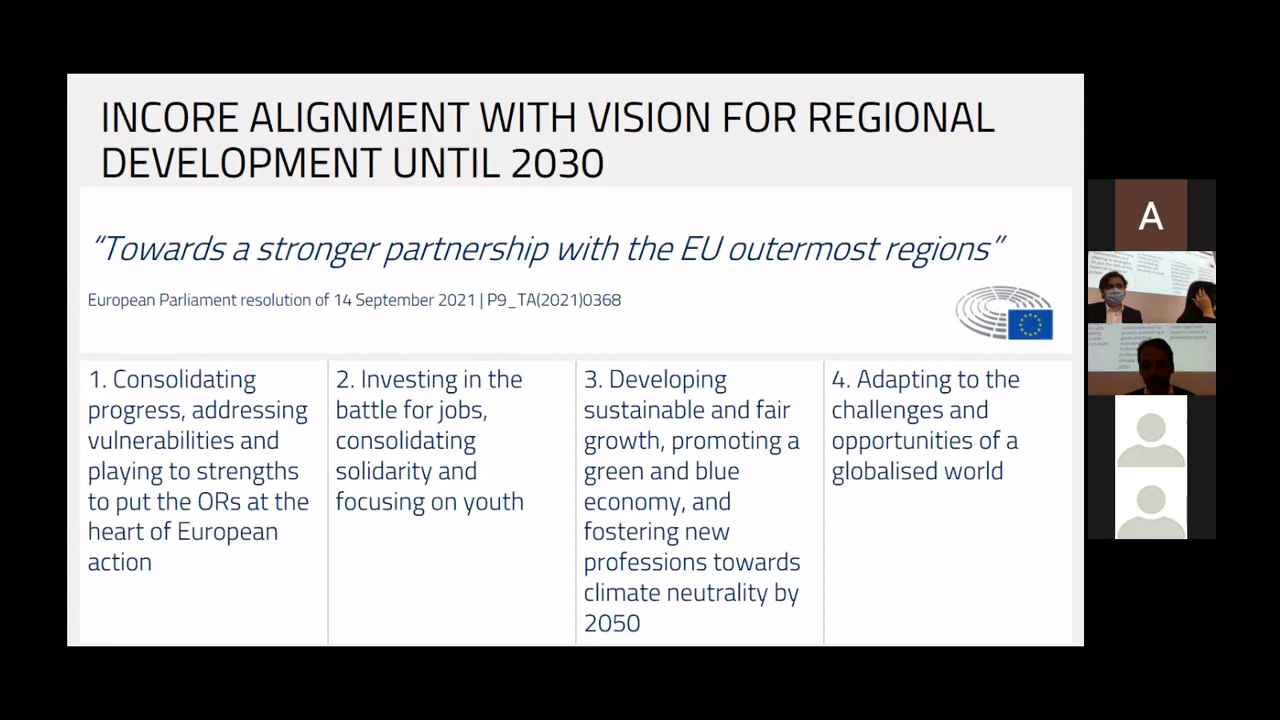 INCORE ALIGNMENT WITH VISION FOR REGIONAL
DEVELOPMENT UNTIL 2030
“Towards a stronger partnership with the EU outermost regions”
European Parliament resolution of 14 September 2021 | P9_TA(2021)0368
1. Consolidating
progress, addressing
vulnerabilities and
playing to strengths
to put the ORs at the
heart of European
action
2. Investing in the
battle for jobs,
consolidating
solidarity and
focusing on youth
3. Developing
sustainable and fair
growth, promoting a
green and blue
economy, and
fostering new
professions towards
climate neutrality by
2050
4. Adapting to the
challenges and
opportunities of a
globalised world
A